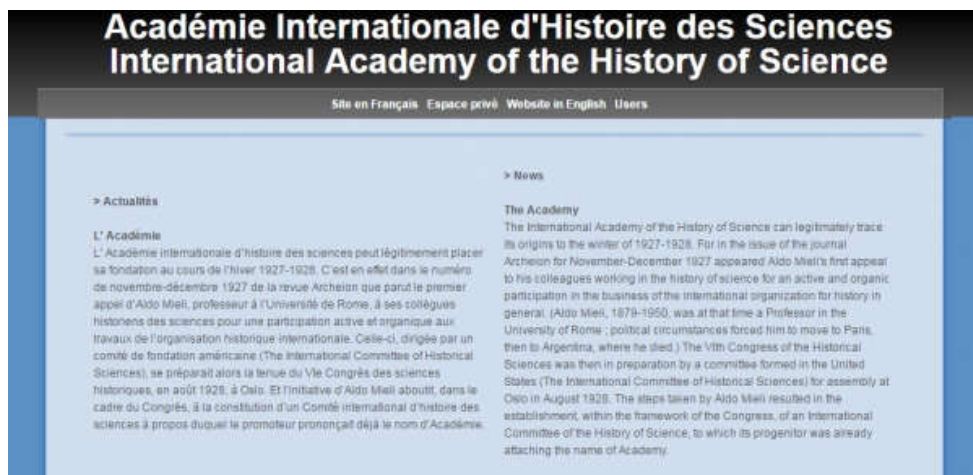 Académie Internationale d'Histoire des Sciences
International Academy of the History of Science
Site en Français Espace privé Website in English Users
> Actualités
L' Académie
L' Académie internationale d'histoire des sciences peut légitimement placer
sa fondation au cours de l'hiver 1927-1928. C'est en effet dans le numéro
de novembre-décembre 1927 de la revue Archeion que parut le premier
appel d'Aldo Mieli, professeur à l'Université de Rome, à ses collègues
historiens des sciences pour une participation active et organique aux
travaux de l'organisation historique internationale. Celle-ci, dirigée par un
comité de fondation américaine (The International Committee of Historical
Sciences), se préparait alors la tenue du VIe Congrès des sciences
historiques, en août 1928, à Oslo. Et l'initiative d'Aldo Mieli aboutit, dans le
cadre du Congrès, à la constitution d'un Comité international d'histoire des
sciences à propos duquel le promoteur prononçait déjà le nom d'Académie.
> News
The Academy
The International Academy of the History of Science can legitimately trace
its origins to the winter of 1927-1928. For in the issue of the journal
Archeion for November-December 1927 appeared Aldo Mieli's first appeal
to his colleagues working in the history of science for an active and organic
participation in the business of the international organization for history in
general. (Aldo Mieli, 1879-1950, was at that time a Professor in the
University of Rome ; political circumstances forced him to move to Paris,
then to Argentina, where he died.) The VIth Congress of the Historical
Sciences was then in preparation by a committee formed in the United
States (The International Committee of Historical Sciences) for assembly at
Oslo in August 1928. The steps taken by Aldo Mieli resulted in the
establishment, within the framework of the Congress, of an International
Committee of the History of Science, to which its progenitor was already
attaching the name of Academy.